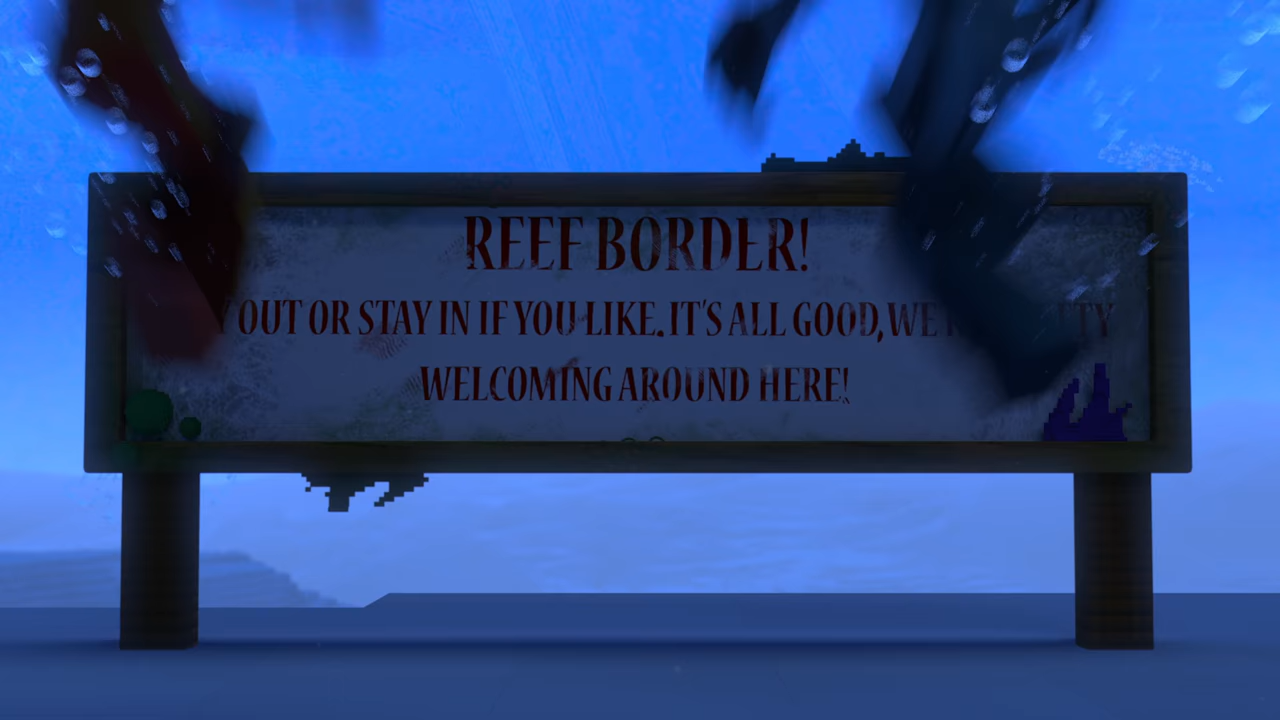 REEF BORDER!
OUT OR STAY IN IF YOU LIKE. IT'S ALL GOOD, WE
WELCOMING AROUND HERE!